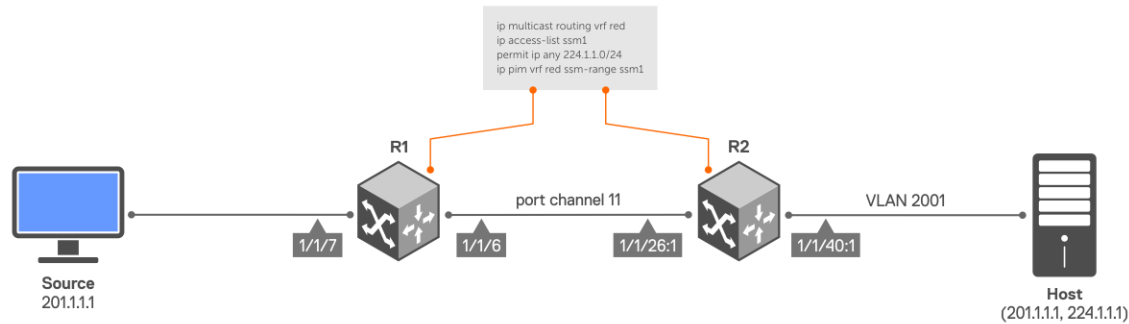 ip multicast routing vrf red
ip access-list ssm1
permit ip any 224.1.1.0/24
ip pim vrf red ssm-range ssm1
R1
R2
port channel 11
VLAN 2001
1/1/7
1/1/6
1/1/26:1
1/1/40:1
Source
201.1.1.1
Host
(201.1.1.1, 224.1.1.1)